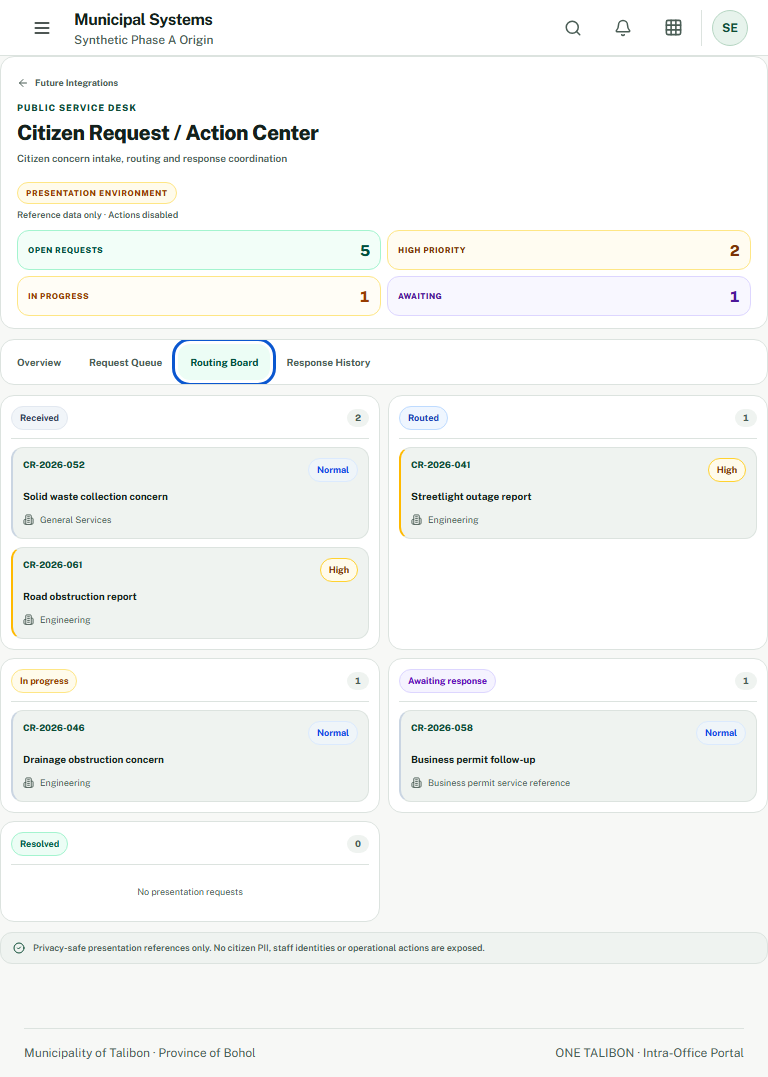 Municipal Systems
Synthetic Phase A Origin
SE
Future Integrations
PUBLIC SERVICE DESK
Citizen Request / Action Center
Citizen concern intake, routing and response coordination
PRESENTATION ENVIRONMENT
Reference data only · Actions disabled
OPEN REQUESTS 5
HIGH PRIORITY 2
IN PROGRESS 1
AWAITING 1
Overview Request Queue Routing Board Response History
Received 2
CR-2026-052 Normal
Solid waste collection concern
General Services
CR-2026-061 High
Road obstruction report
Engineering
Routed 1
CR-2026-041 High
Streetlight outage report
Engineering
In progress 1
CR-2026-046 Normal
Drainage obstruction concern
Engineering
Awaiting response 1
CR-2026-058 Normal
Business permit follow-up
Business permit service reference
Resolved 0
No presentation requests
Privacy-safe presentation references only. No citizen PII, staff identities or operational actions are exposed.
Municipality of Talibon · Province of Bohol
ONE TALIBON · Intra-Office Portal